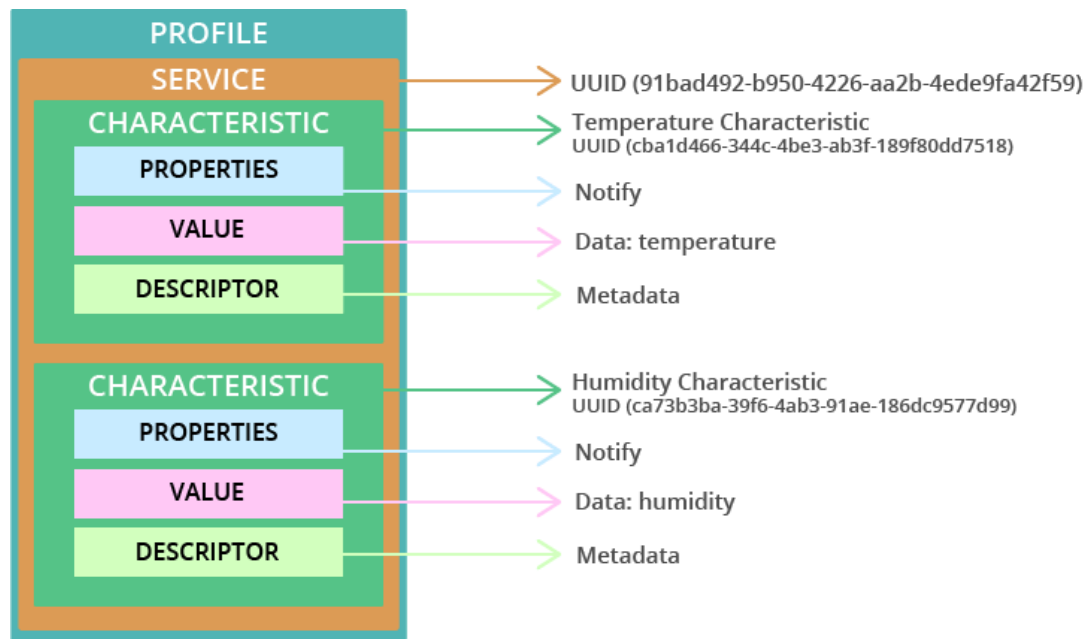 PROFILE
SERVICE
UUID (91bad492-b950-4226-aa2b-4ede9fa42f59)
CHARACTERISTIC
Temperature Characteristic
UUID (cba1d466-344c-4be3-ab3f-189f80dd7518)
PROPERTIES
Notify
VALUE
Data: temperature
DESCRIPTOR
Metadata
CHARACTERISTIC
Humidity Characteristic
UUID (ca73b3ba-39f6-4ab3-91ae-186dc9577d99)
PROPERTIES
Notify
VALUE
Data: humidity
DESCRIPTOR
Metadata